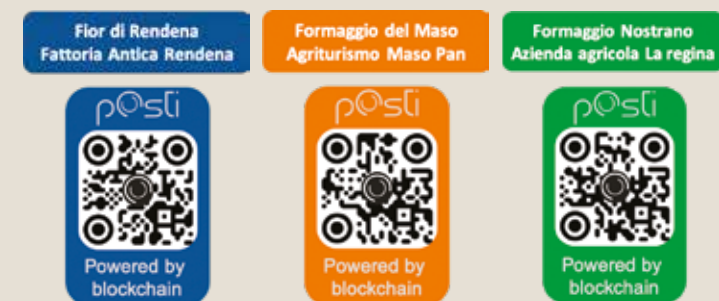 Fior di Rendena
Fattoria Antica Rendena
Formaggio del Maso
Agriturismo Maso Pan
Formaggio Nostrano
Azienda agricola La regina
posti
Powered by
blockchain
posti
Powered by
blockchain
posti
Powered by
blockchain